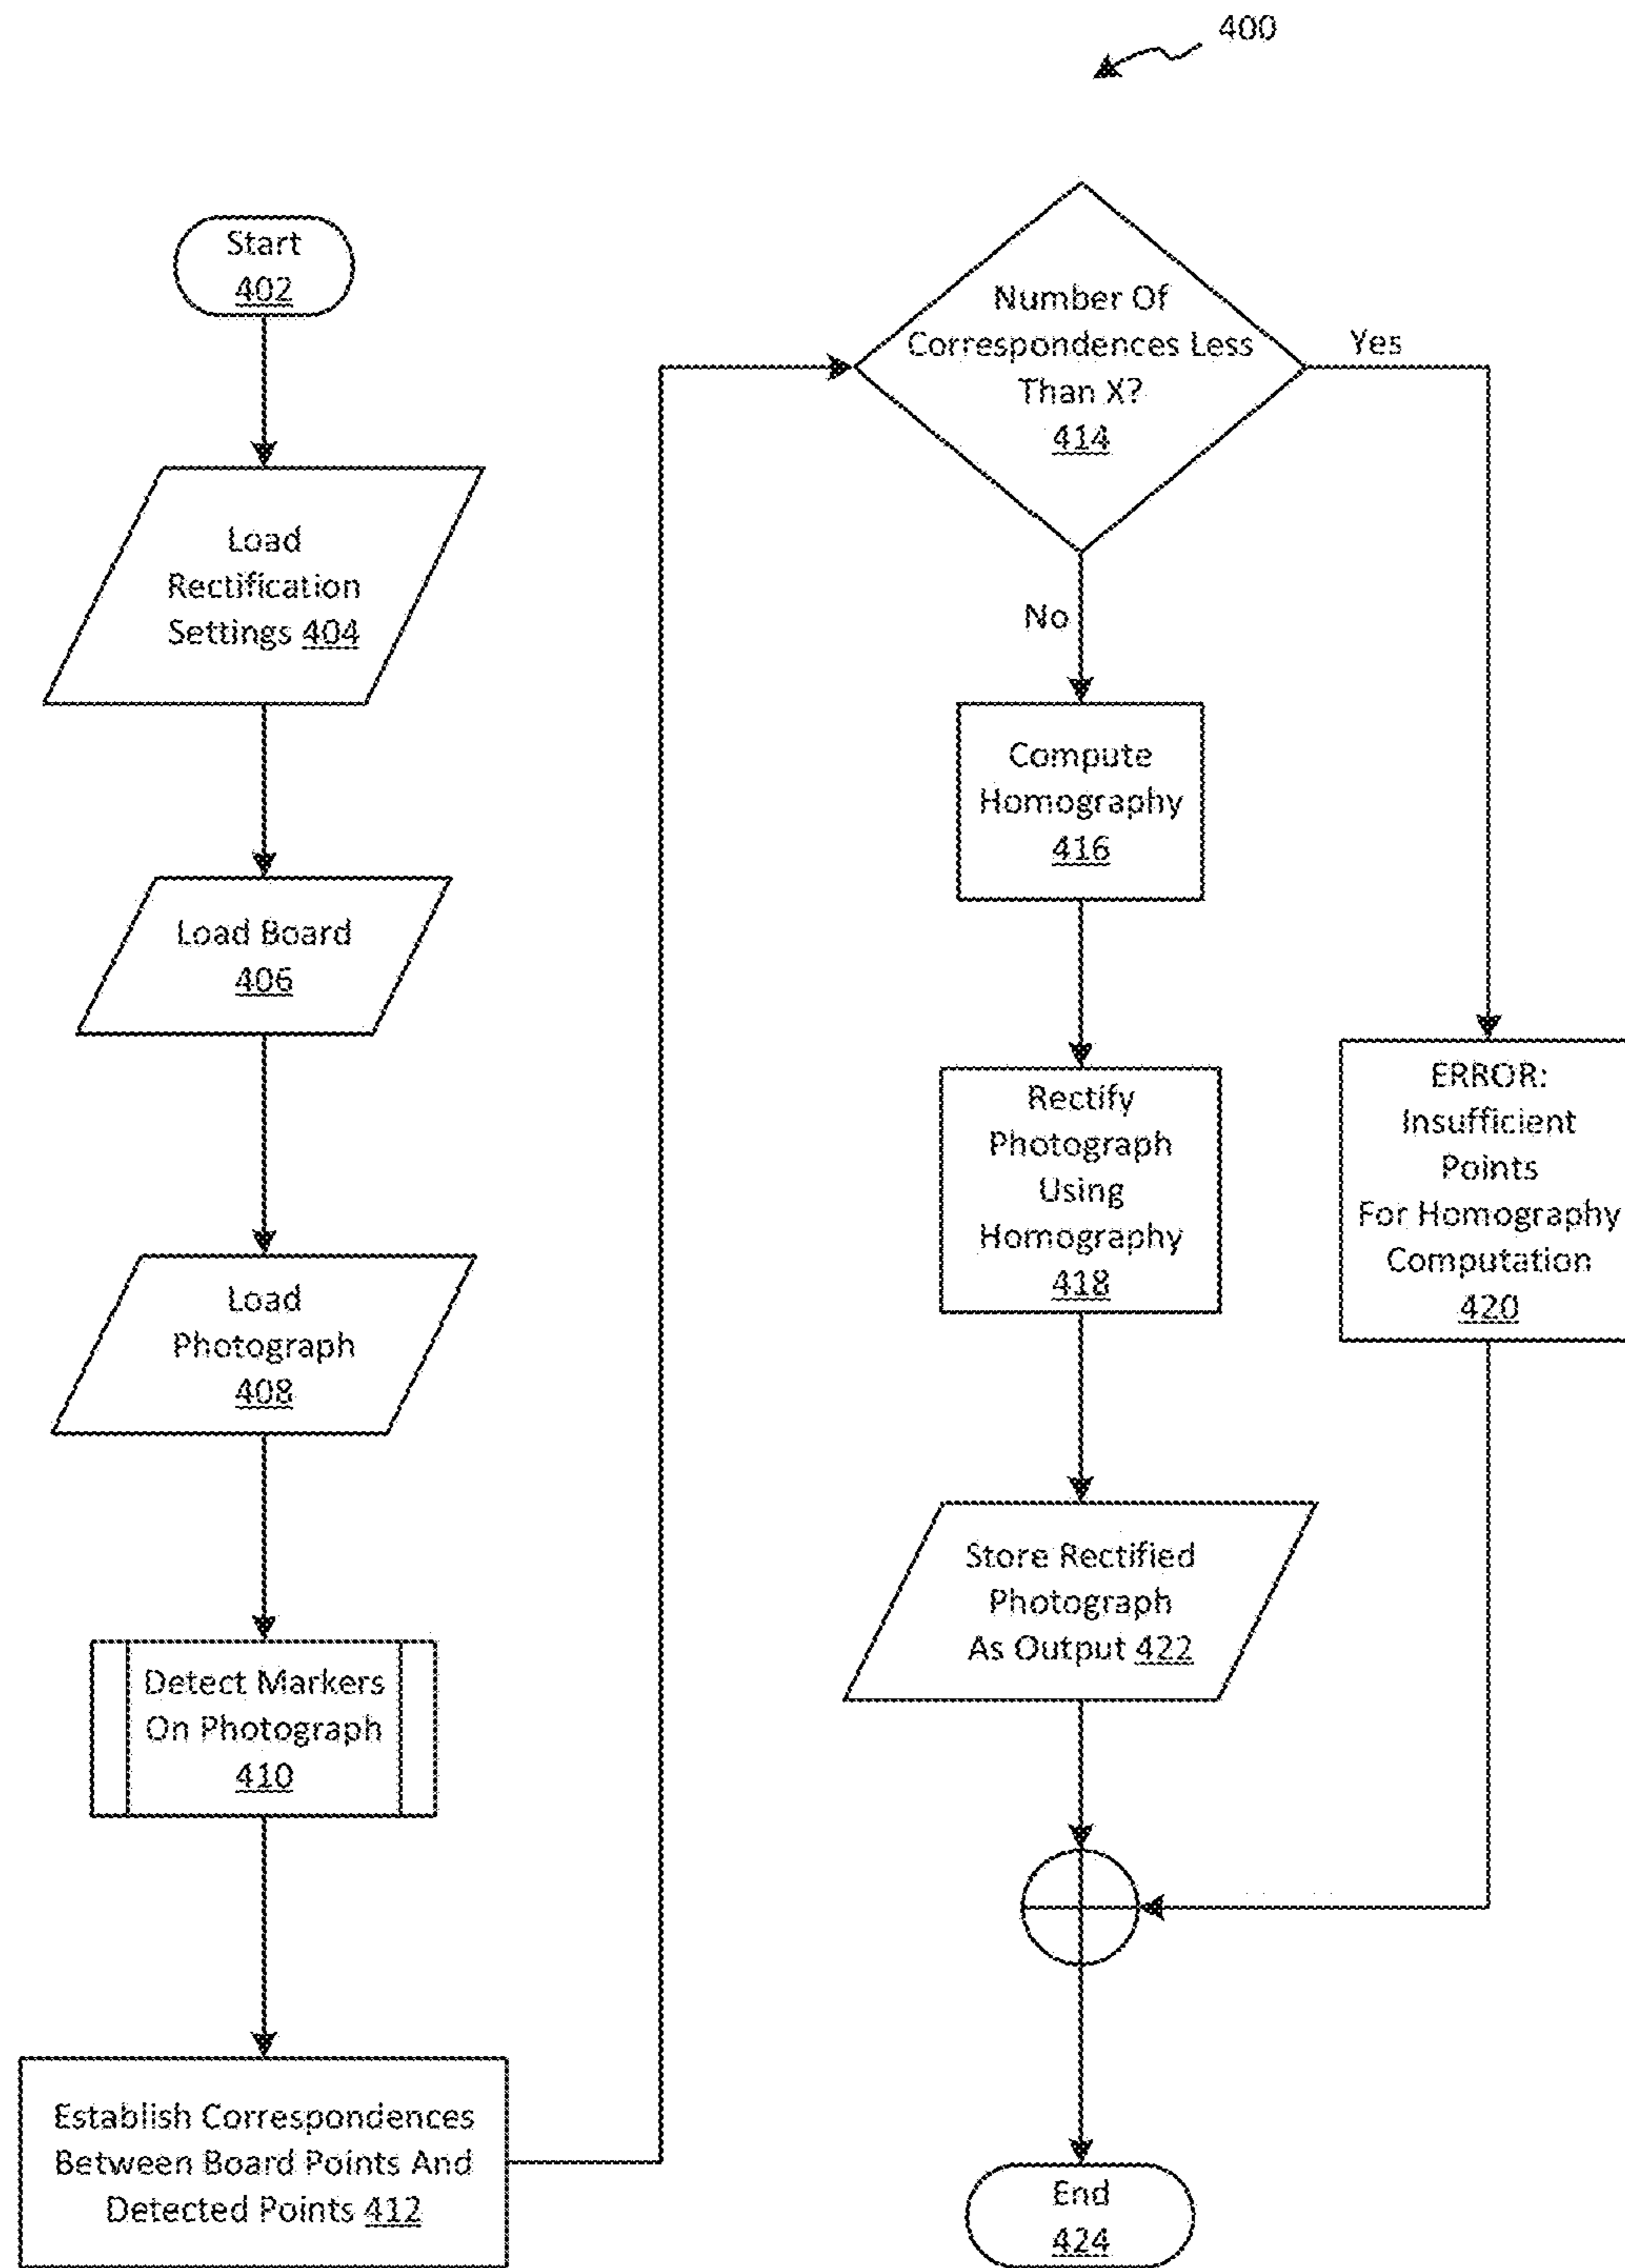 400
Start
402
Load
Rectification
Settings 404
Load Board
406
Load
Photograph
408
Detect Markers
On Photograph
410
Establish Correspondences
Between Board Points And
Detected Points 412
Number Of
Correspondences Less
Than X?
414
Yes
No
Compute
Homography
416
Rectify
Photograph
Using
Homography
418
ERROR:
Insufficient
Points
For Homography
Computation
420
Store Rectified
Photograph
As Output 422
End
424